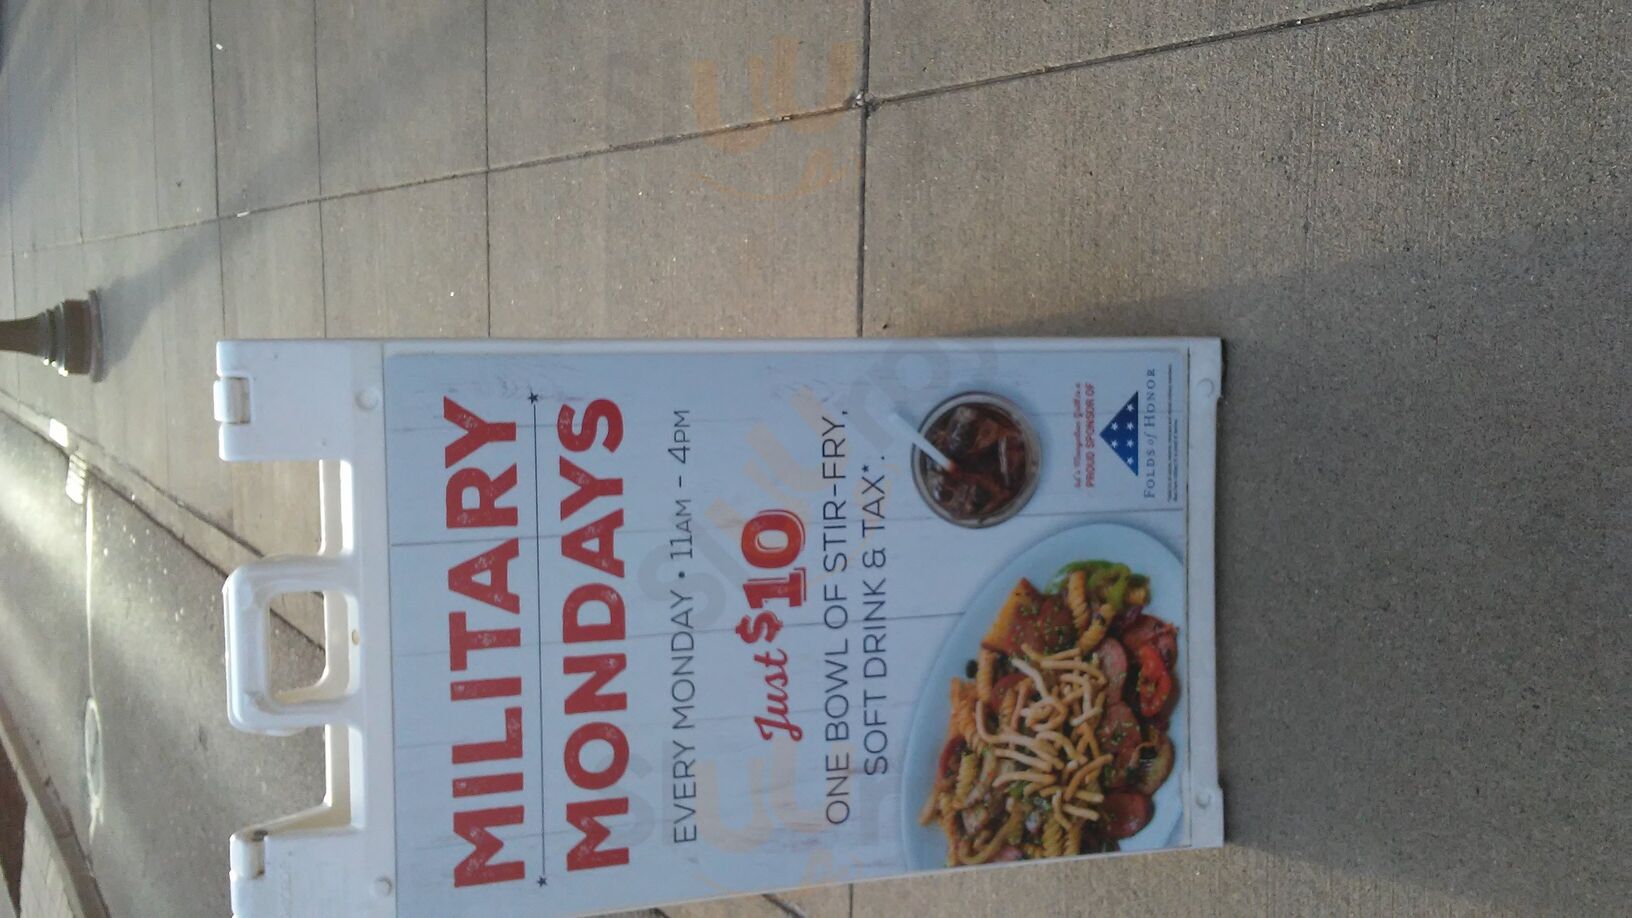 MILITARY
MONDAYS
EVERY MONDAY • 11AM - 4PM
Just $10
ONE BOWL OF STIR-FRY,
SOFT DRINK & TAX*.
PROUD SPONSOR OF
FOLDS of HONOR